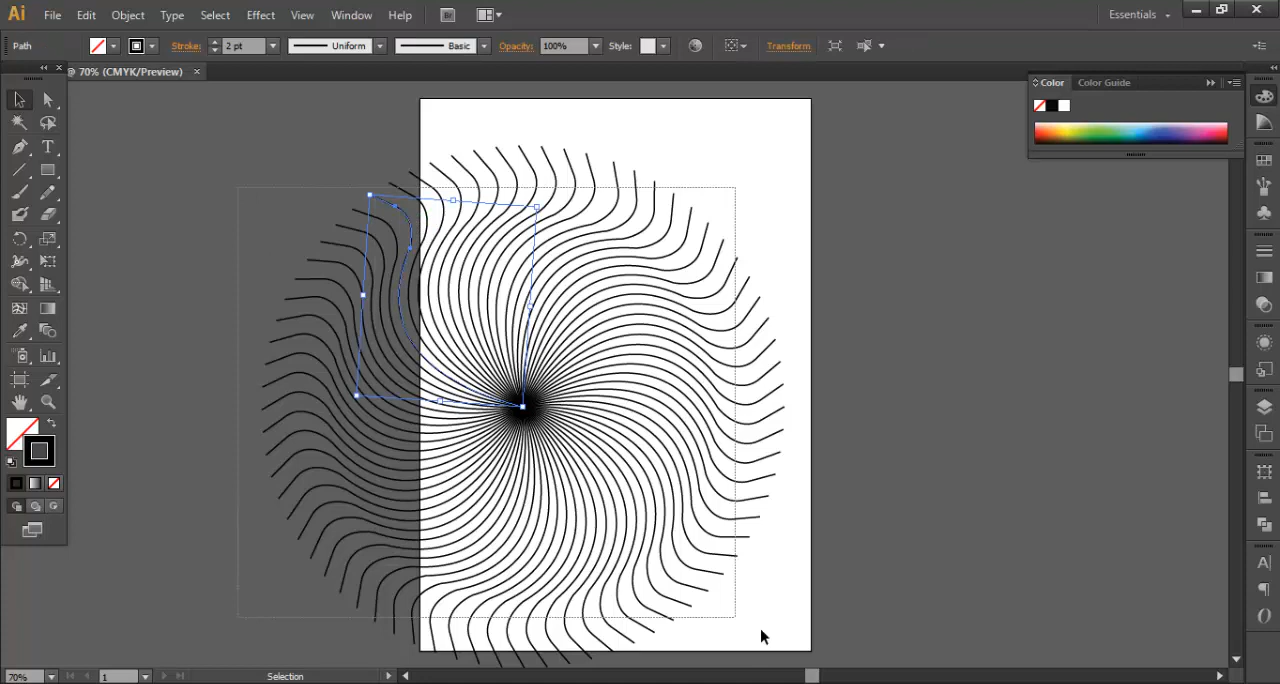 Ai File Edit Object Type Select Effect View Window Help Br Essentials
Path Stroke: 2 pt Uniform Basic Opacity: 100% Style: Transform
@ 70% (CMYK/Preview) ×
Color Color Guide
T
A
70% 1 Selection